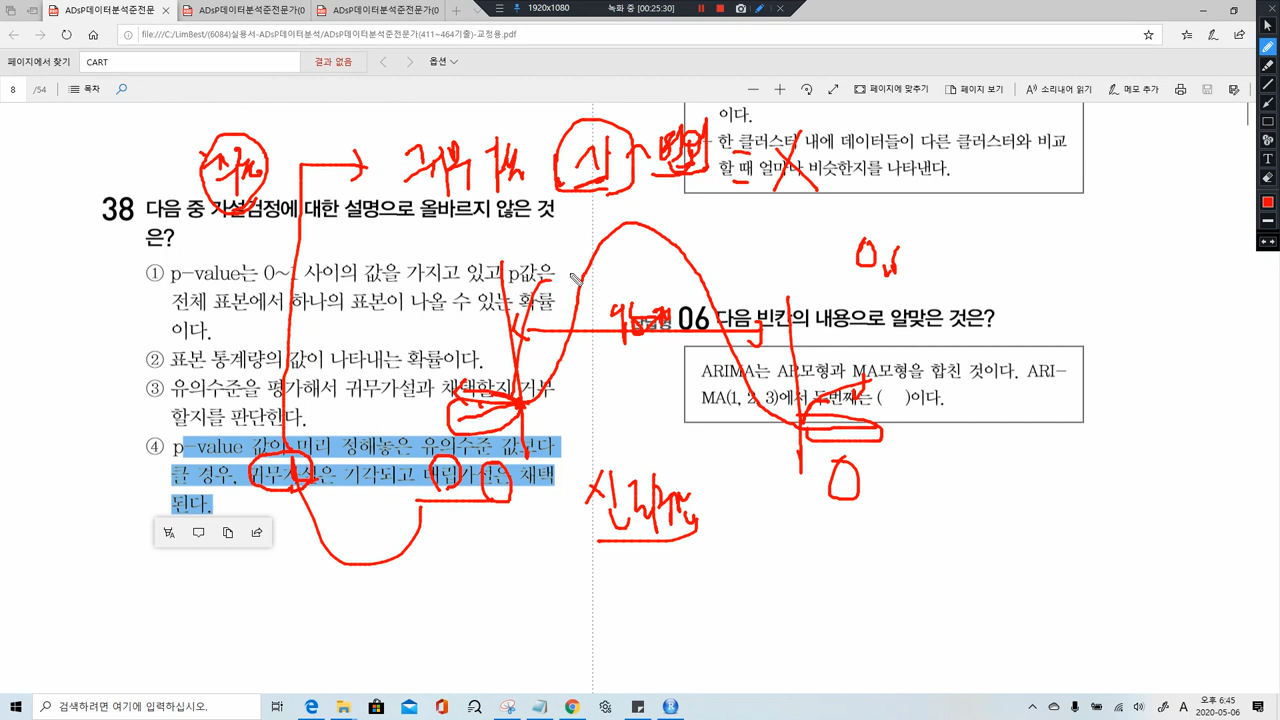 ADsP데이터분석준전문
ADsP데이터분석준전문가(0
ADsP데이터분석준전문가(0
1920x1080
녹화 중 [00:25:30]
file:///C:/LimBest/(6084)실용서-ADsP데이터분석/ADsP데이터분석준전문가(411~464기출)-교정용.pdf
페이지에서 찾기
CART
결과 없음
옵션
8
/54
목차
페이지에 맞추기
페이지 보기
소리내어 읽기
메모 추가
귀무 가설
38 다음 중 가설검정에 대한 설명으로 올바르지 않은 것
은?
① p-value는 0~1 사이의 값을 가지고 있고 p값은
전체 표본에서 하나의 표본이 나올 수 있는 확률
이다.
② 표본 통계량의 값이 나타내는 확률이다.
③ 유의수준을 평가해서 귀무가설과 채택할지 거부
할지를 판단한다.
④ p-value 값이 미리 정해놓은 유의수준 값보다
클 경우, 귀무가설은 기각되고 대립가설은 채택
된다.
이다.
한 클러스터 내에 데이터들이 다른 클러스터와 비교
할 때 얼마나 비슷한지를 나타낸다.
06 다음 빈칸의 내용으로 알맞은 것은?
ARIMA는 AR모형과 MA모형을 합친 것이다. ARI-
MA(1, 2, 3)에서 두번째는 ( )이다.
검색하려면 여기에 입력하십시오.
A
오후 6:45
2020-05-06